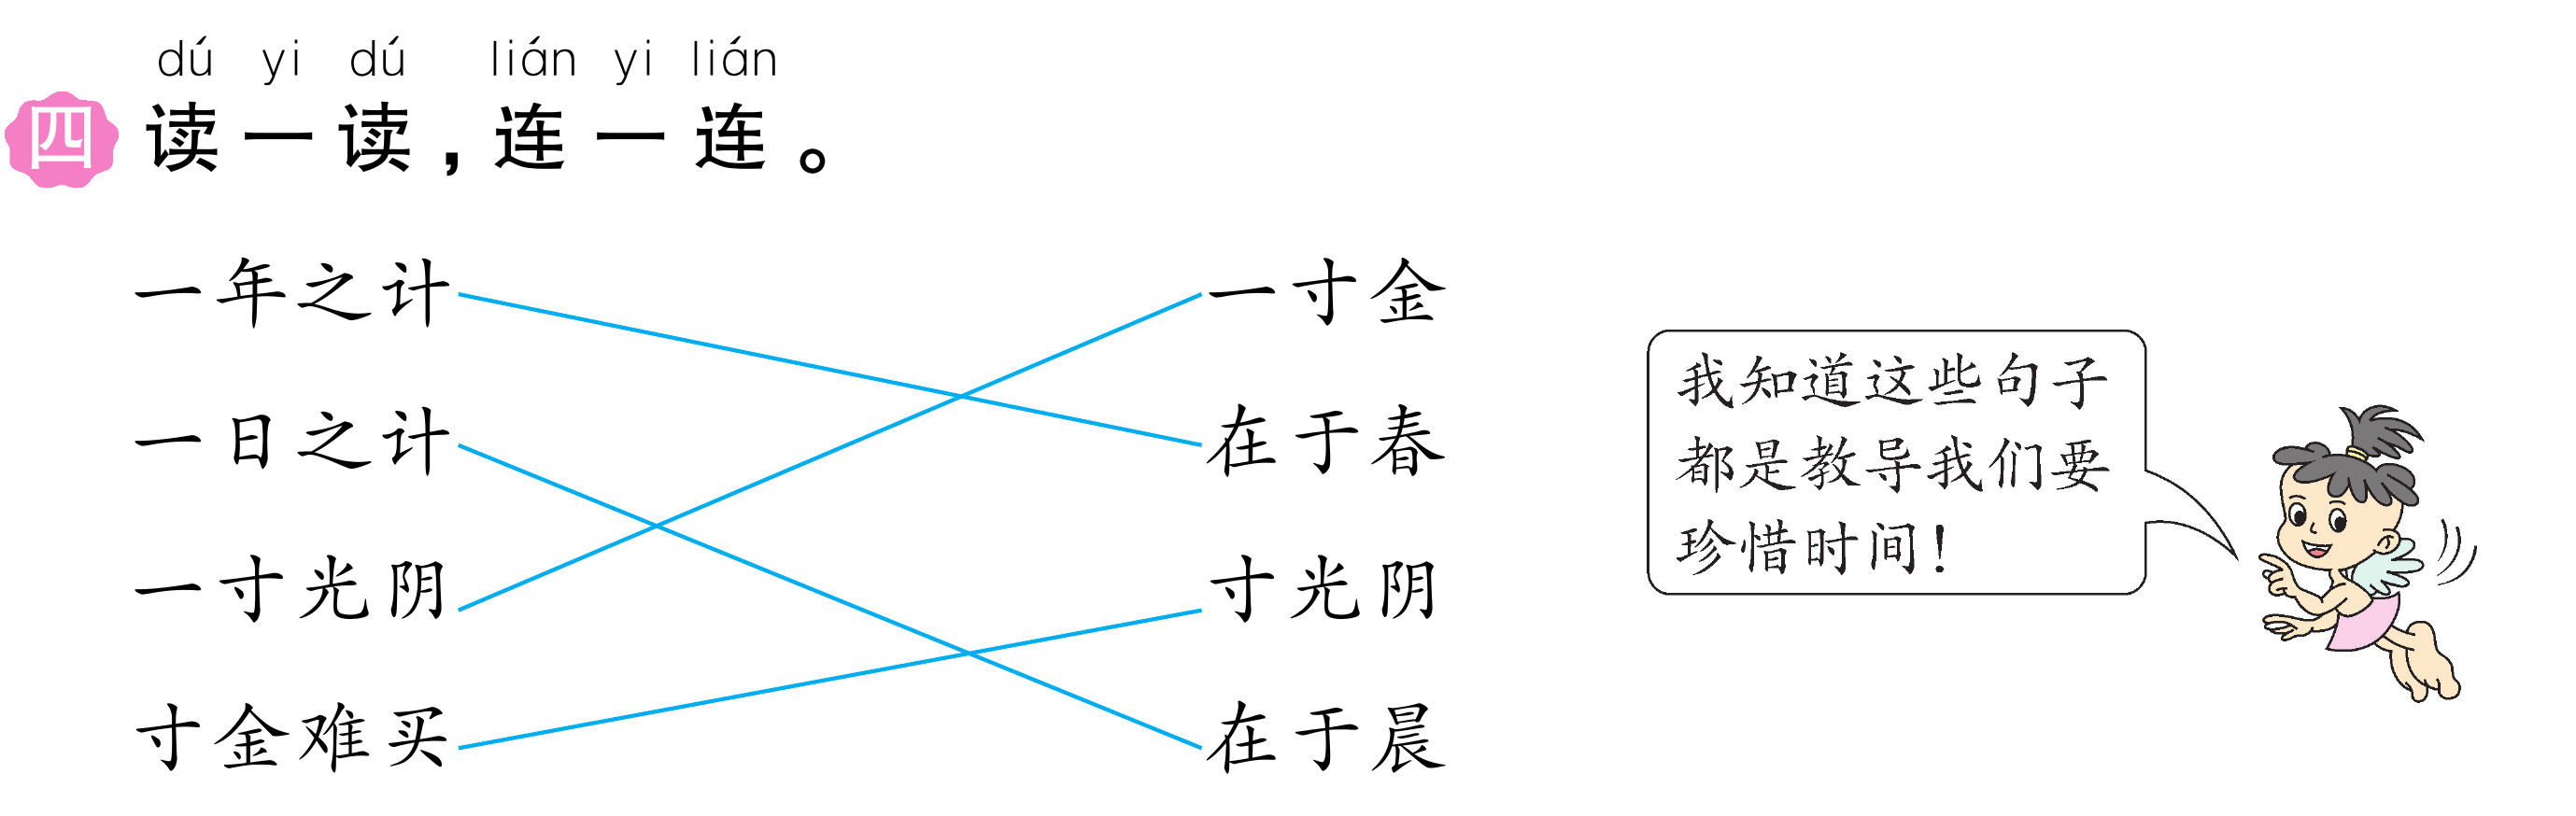 dú yi dú lián yi lián
四 读一读,连一连。
一年之计 一寸金
一日之计 在于春
一寸光阴 寸光阴
寸金难买 在于晨
我知道这些句子
都是教导我们要
珍惜时间!